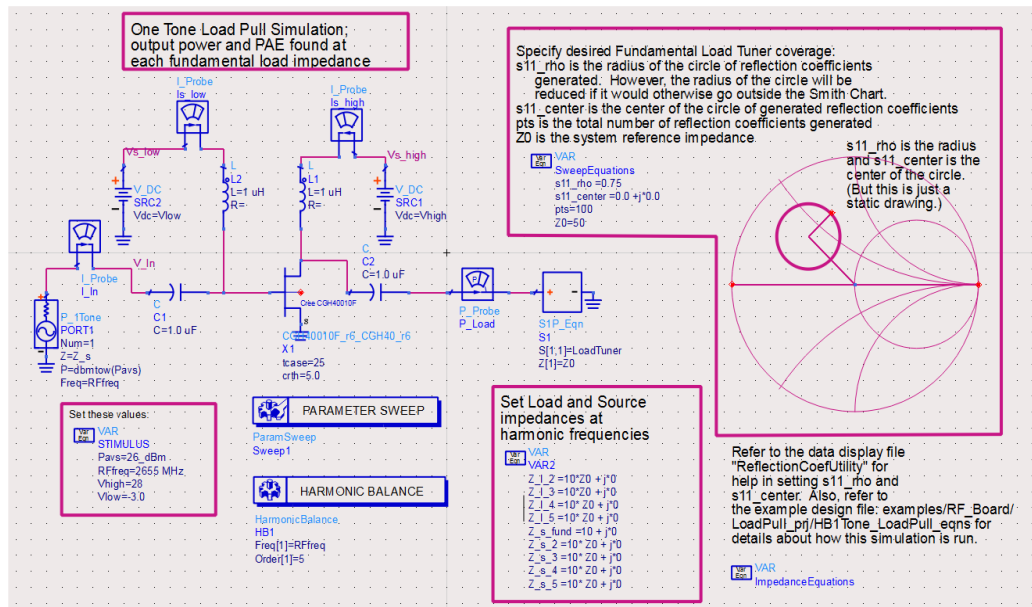 One Tone Load Pull Simulation;
output power and PAE found at
each fundamental load impedance
I_Probe
Is_low
I_Probe
Is_high
Vs_low
Vs_high
L
L2
L=1 uH
R=
L
L1
L=1 uH
R=
V_DC
SRC2
Vdc=Vlow
V_DC
SRC1
Vdc=Vhigh
V_In
I_Probe
I_In
C
C1
C=1.0 uF
C
C2
C=1.0 uF
Cree CGH40010F
s
CGH40010F_r6_CGH40_r6
X1
tcase=25
crth=5.0
P_1Tone
PORT1
Num=1
Z=Z_s
P=dbmtow(Pavs)
Freq=RFfreq
P
P_Probe
P_Load
S1P_Eqn
S1
S[1,1]=LoadTuner
Z[1]=Z0
Specify desired Fundamental Load Tuner coverage:
s11_rho is the radius of the circle of reflection coefficients
generated. However, the radius of the circle will be
reduced if it would otherwise go outside the Smith Chart.
s11_center is the center of the circle of generated reflection coefficients
pts is the total number of reflection coefficients generated
Z0 is the system reference impedance
Var
Eqn
VAR
SweepEquations
s11_rho =0.75
s11_center =0.0 +j*0.0
pts=100
Z0=50
s11_rho is the radius
and s11_center is the
center of the circle.
(But this is just a
static drawing.)
Set these values:
Var
Eqn
VAR
STIMULUS
Pavs=26_dBm
RFfreq=2655 MHz
Vhigh=28
Vlow=-3.0
PARAMETER SWEEP
ParamSweep
Sweep1
HARMONIC BALANCE
HarmonicBalance
HB1
Freq[1]=RFfreq
Order[1]=5
Set Load and Source
impedances at
harmonic frequencies
Var
Eqn
VAR
VAR2
Z_l_2 =10*Z0 + j*0
Z_l_3 =10*Z0 + j*0
Z_l_4 =10* Z0 + j*0
Z_l_5 =10* Z0 + j*0
Z_s_fund =10 + j*0
Z_s_2 =10* Z0 + j*0
Z_s_3 =10* Z0 + j*0
Z_s_4 =10* Z0 + j*0
Z_s_5 =10* Z0 + j*0
Refer to the data display file
"ReflectionCoefUtility" for
help in setting s11_rho and
s11_center. Also, refer to
the example design file: examples/RF_Board/
LoadPull_prj/HB1Tone_LoadPull_eqns for
details about how this simulation is run.
Var
Eqn
VAR
ImpedanceEquations